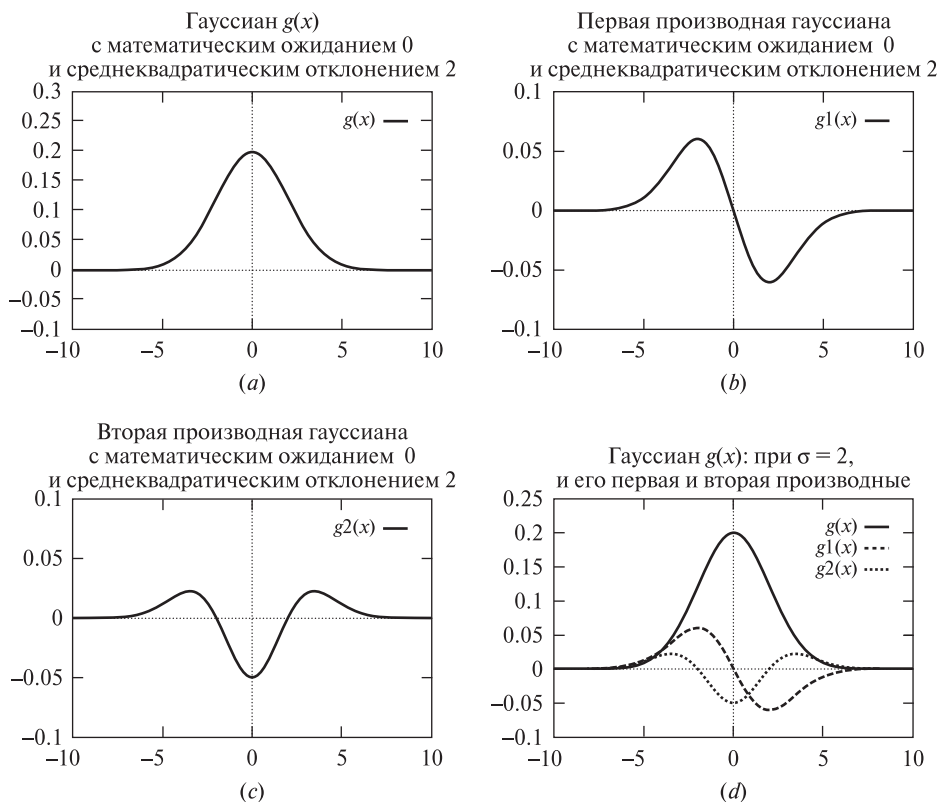 Гауссиан g(x)
с математическим ожиданием 0
и среднеквадратическим отклонением 2
0.3
0.25
0.2
0.15
0.1
0.05
0
−0.05
−0.1
g(x)
−10
−5
0
5
10
(a)
Первая производная гауссиана
с математическим ожиданием 0
и среднеквадратическим отклонением 2
0.1
0.05
0
−0.05
−0.1
g1(x)
−10
−5
0
5
10
(b)
Вторая производная гауссиана
с математическим ожиданием 0
и среднеквадратическим отклонением 2
0.1
0.05
0
−0.05
−0.1
g2(x)
−10
−5
0
5
10
(c)
Гауссиан g(x): при σ = 2,
и его первая и вторая производные
0.25
0.2
0.15
0.1
0.05
0
−0.05
−0.1
g(x)
g1(x)
g2(x)
−10
−5
0
5
10
(d)